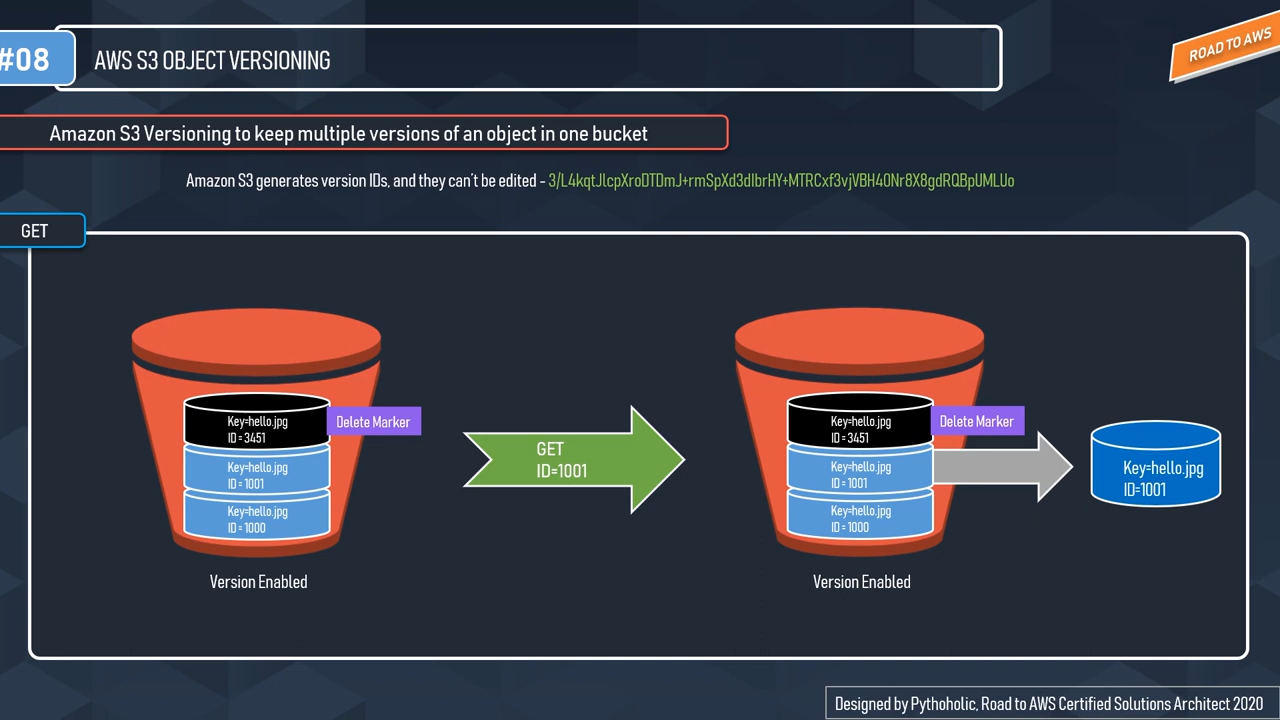 #08
AWS S3 OBJECT VERSIONING
ROAD TO AWS
Amazon S3 Versioning to keep multiple versions of an object in one bucket
Amazon S3 generates version IDs, and they can't be edited - 3/L4kqtJlcpXroDTDmJ+rmSpXd3dIbrHY+MTRCxf3vjVBH40Nr8X8gdRQBpUMLUo
GET
Key=hello.jpg
ID = 3451
Delete Marker
Key=hello.jpg
ID = 1001
Key=hello.jpg
ID = 1000
Version Enabled
GET
ID=1001
Key=hello.jpg
ID = 3451
Delete Marker
Key=hello.jpg
ID = 1001
Key=hello.jpg
ID = 1000
Version Enabled
Key=hello.jpg
ID=1001
Designed by Pythoholic, Road to AWS Certified Solutions Architect 2020